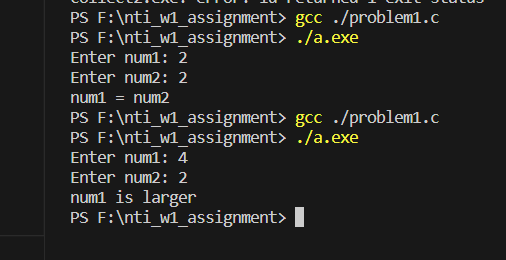 collect2.exe: error: ld returned 1 exit status
PS F:\nti_w1_assignment> gcc ./problem1.c
PS F:\nti_w1_assignment> ./a.exe
Enter num1: 2
Enter num2: 2
num1 = num2
PS F:\nti_w1_assignment> gcc ./problem1.c
PS F:\nti_w1_assignment> ./a.exe
Enter num1: 4
Enter num2: 2
num1 is larger
PS F:\nti_w1_assignment>